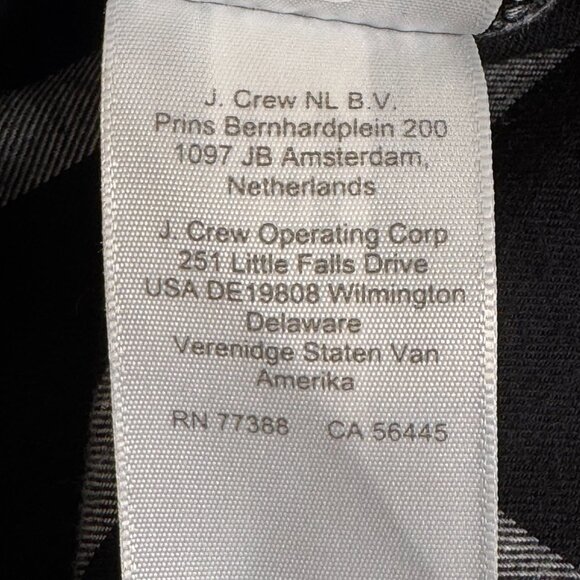 J. Crew NL B.V.
Prins Bernhardplein 200
1097 JB Amsterdam,
Netherlands
J. Crew Operating Corp
251 Little Falls Drive
USA DE19808 Wilmington
Delaware
Verenidge Staten Van
Amerika
RN 77388 CA 56445